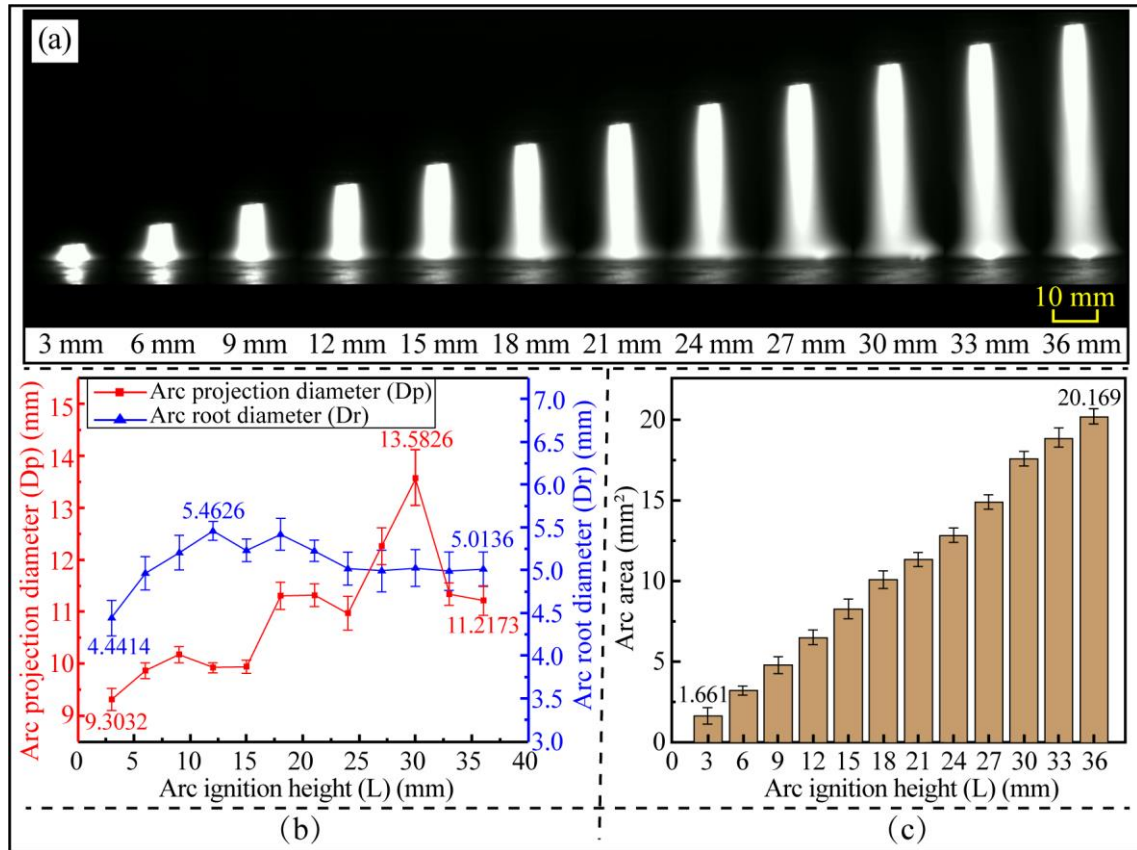 (a)
10 mm
3 mm 6 mm 9 mm 12 mm 15 mm 18 mm 21 mm 24 mm 27 mm 30 mm 33 mm 36 mm
Arc projection diameter (Dp)
Arc root diameter (Dr)
Arc projection diameter (Dp) (mm)
15
14
13
12
11
10
9
13.5826
5.4626
5.0136
4.4414
11.2173
9.3032
7.0
6.5
6.0
5.5
5.0
4.5
4.0
3.5
3.0
Arc root diameter (Dr) (mm)
0 5 10 15 20 25 30 35 40
Arc ignition height (L) (mm)
(b)
Arc area (mm²)
20
15
10
5
0
20.169
1.661
0 3 6 9 12 15 18 21 24 27 30 33 36
Arc ignition height (L) (mm)
(c)